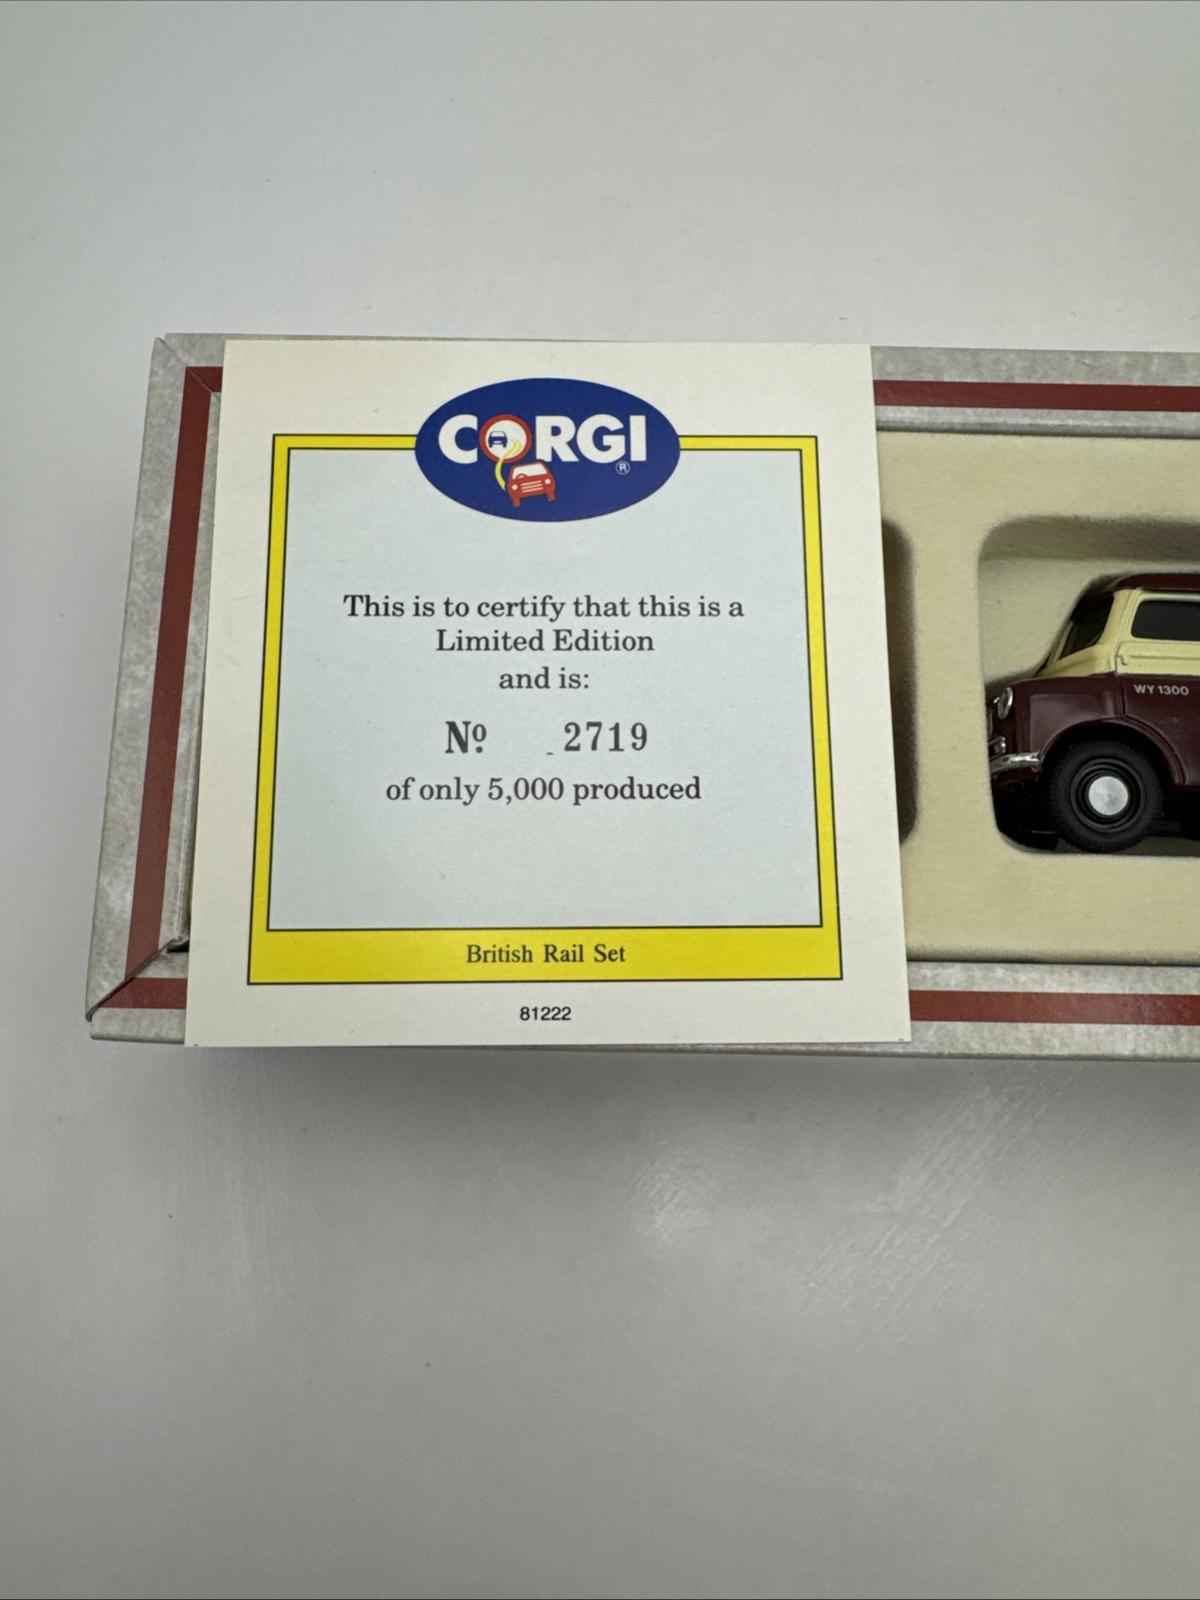 CORGI
®
This is to certify that this is a
Limited Edition
and is:
Nº 2719
of only 5,000 produced
British Rail Set
81222
WY 1300